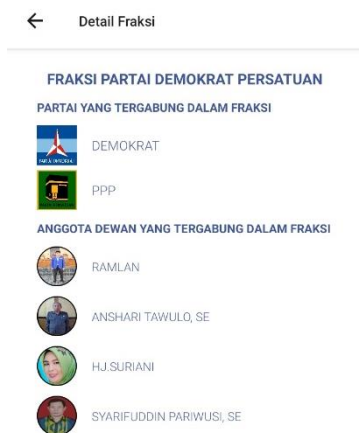 Detail Fraksi
FRAKSI PARTAI DEMOKRAT PERSATUAN
PARTAI YANG TERGABUNG DALAM FRAKSI
DEMOKRAT
PPP
ANGGOTA DEWAN YANG TERGABUNG DALAM FRAKSI
RAMLAN
ANSHARI TAWULO, SE
HJ.SURIANI
SYARIFUDDIN PARIWUSI, SE